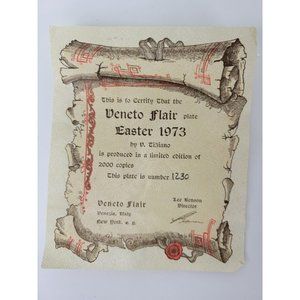 This is to Certify That the
Veneto Flair plate
Easter 1973
by V. Tiziano
is produced in a limited edition of
2000 copies
This plate is number 1230
Veneto Flair
Venezia, Italy
New York, n. y.
Lee Benson
Director